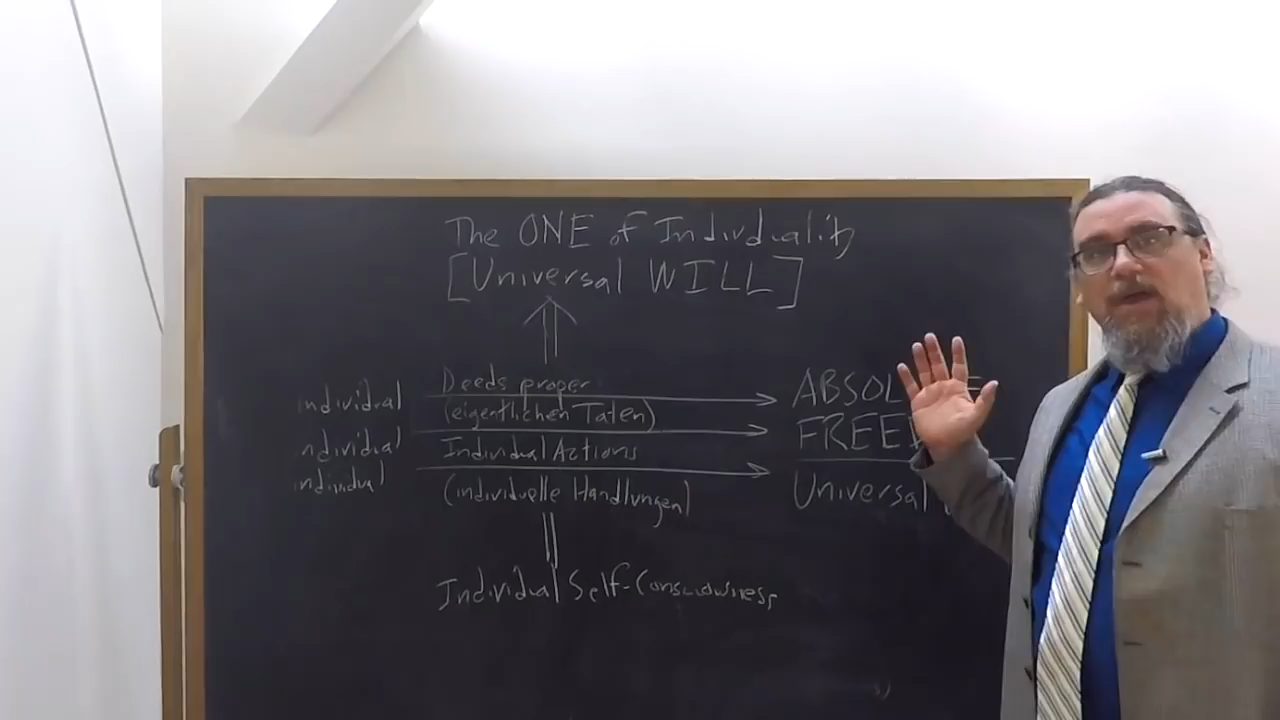 The ONE of Individuality
[Universal WILL]
individual
Deeds proper
(eigentlichen Taten)
individual
Individual Actions
individual
(individuelle Handlungen)
ABSOL E
FREE
Universal
Individual Self-Consciousness